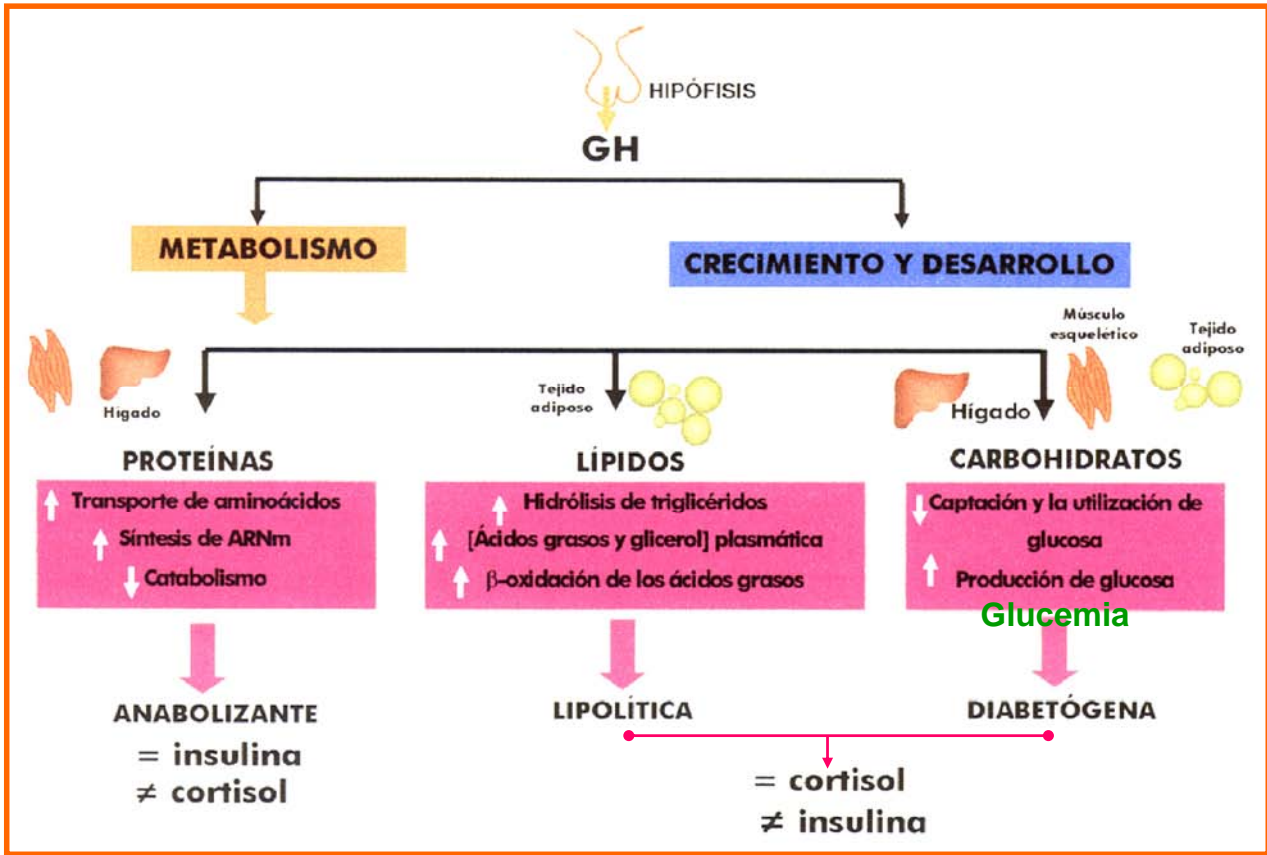 HIPÓFISIS
GH
METABOLISMO
CRECIMIENTO Y DESARROLLO
Hígado
Tejido
adiposo
Hígado
Músculo
esquelético
Tejido
adiposo
PROTEÍNAS
↑ Transporte de aminoácidos
↑ Síntesis de ARNm
↓ Catabolismo
ANABOLIZANTE
= insulina
≠ cortisol
LÍPIDOS
↑ Hidrólisis de triglicéridos
↑ [Ácidos grasos y glicerol] plasmática
↑ β-oxidación de los ácidos grasos
LIPOLÍTICA
CARBOHIDRATOS
↓ Captación y la utilización de
glucosa
↑ Producción de glucosa
Glucemia
DIABETÓGENA
= cortisol
≠ insulina